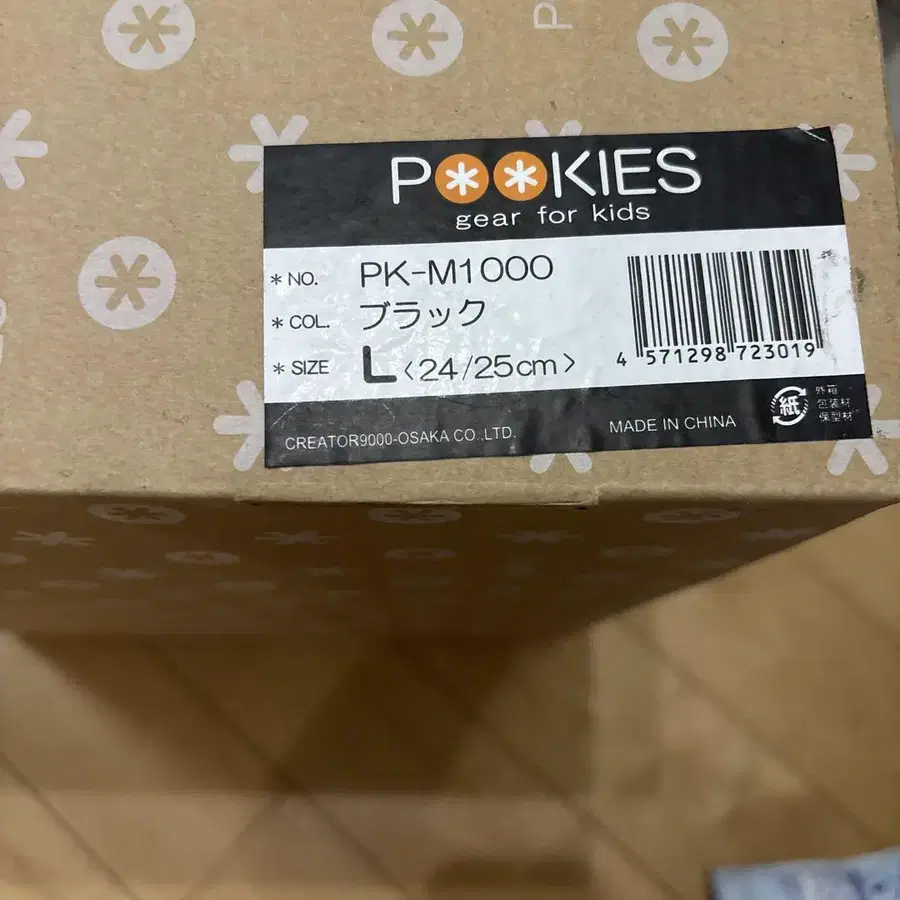 P
POOKIES
gear for kids
* NO. PK-M1000
* COL. ブラック
* SIZE L <24/25cm>
4 571298 723019
紙
外箱
包装材
保型材
CREATOR9000-OSAKA CO.,LTD.
MADE IN CHINA